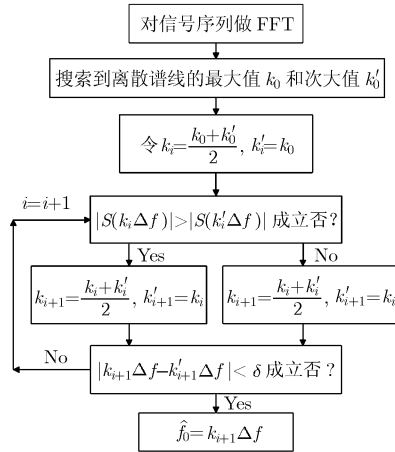 对信号序列做 FFT
搜索到离散谱线的最大值 k₀ 和次大值 k₀′
令 kᵢ=(k₀+k₀′)/2, kᵢ′=k₀
i=i+1
|S(kᵢΔf)|>|S(kᵢ′Δf)| 成立否?
Yes
No
kᵢ₊₁=(kᵢ+kᵢ′)/2, k′ᵢ₊₁=kᵢ
kᵢ₊₁=(kᵢ+kᵢ′)/2, k′ᵢ₊₁=kᵢ
No
|kᵢ₊₁Δf–k′ᵢ₊₁Δf|< δ 成立否 ?
Yes
f̂₀=kᵢ₊₁Δf